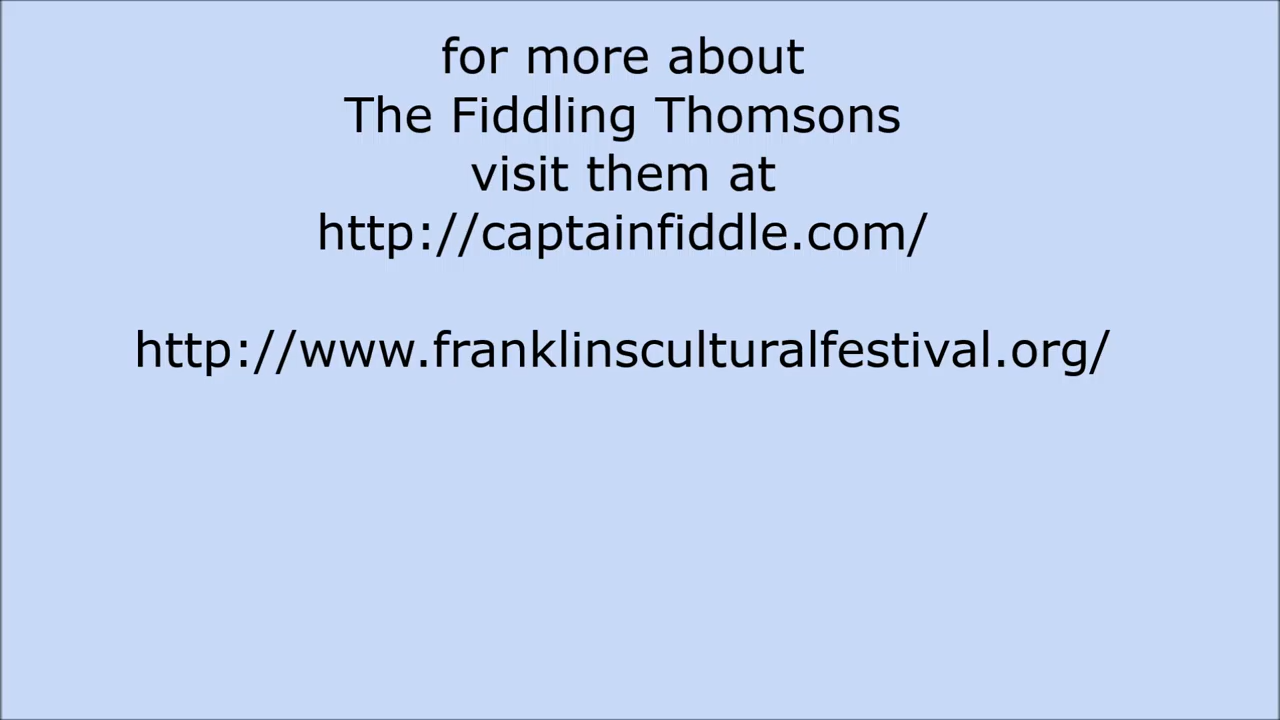 for more about
The Fiddling Thomsons
visit them at
http://captainfiddle.com/
http://www.franklinsculturalfestival.org/